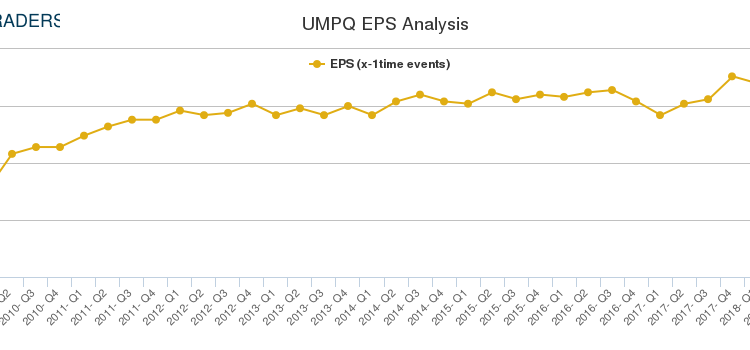 RADERS
UMPQ EPS Analysis
EPS (x-1time events)
Q2
2010- Q3
2010- Q4
2011- Q1
2011- Q2
2011- Q3
2011- Q4
2012- Q1
2012- Q2
2012- Q3
2012- Q4
2013- Q1
2013- Q2
2013- Q3
2013- Q4
2014- Q1
2014- Q2
2014- Q3
2014- Q4
2015- Q1
2015- Q2
2015- Q3
2015- Q4
2016- Q1
2016- Q2
2016- Q3
2016- Q4
2017- Q1
2017- Q2
2017- Q3
2017- Q4
2018- Q1